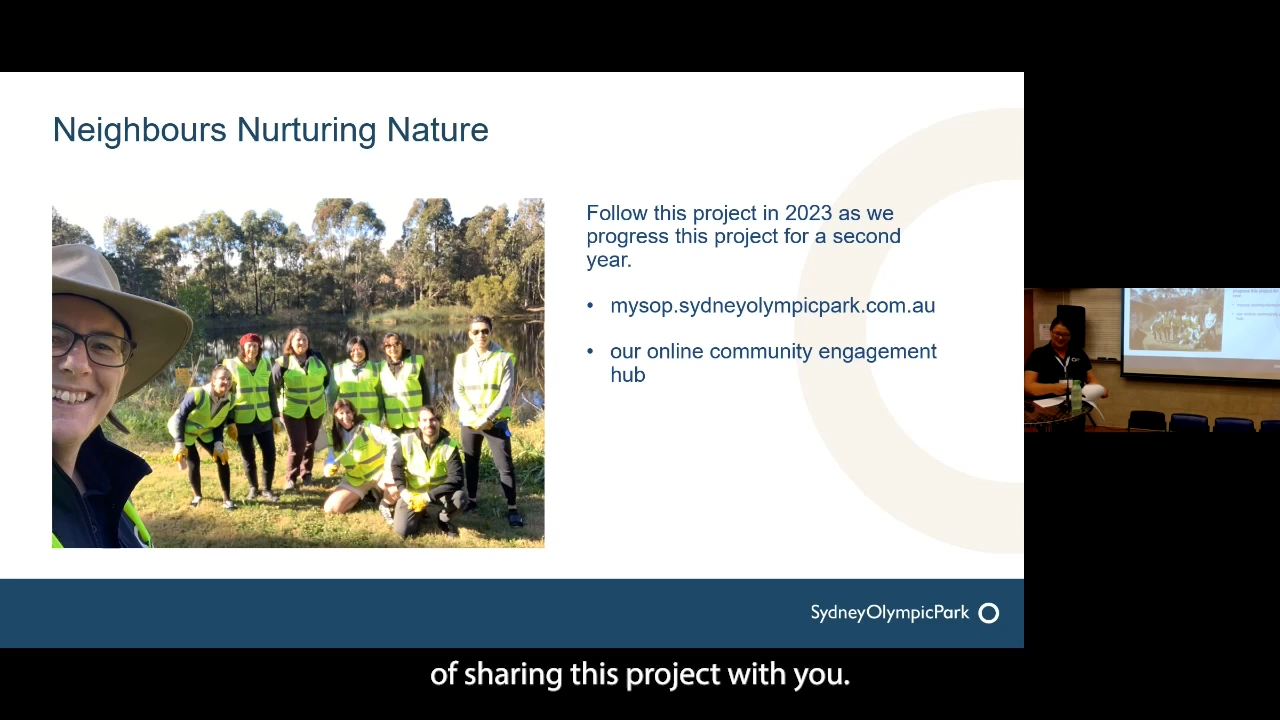 Neighbours Nurturing Nature
Follow this project in 2023 as we
progress this project for a second
year.
• mysop.sydneyolympicpark.com.au
• our online community engagement
hub
SydneyOlympicPark
of sharing this project with you.